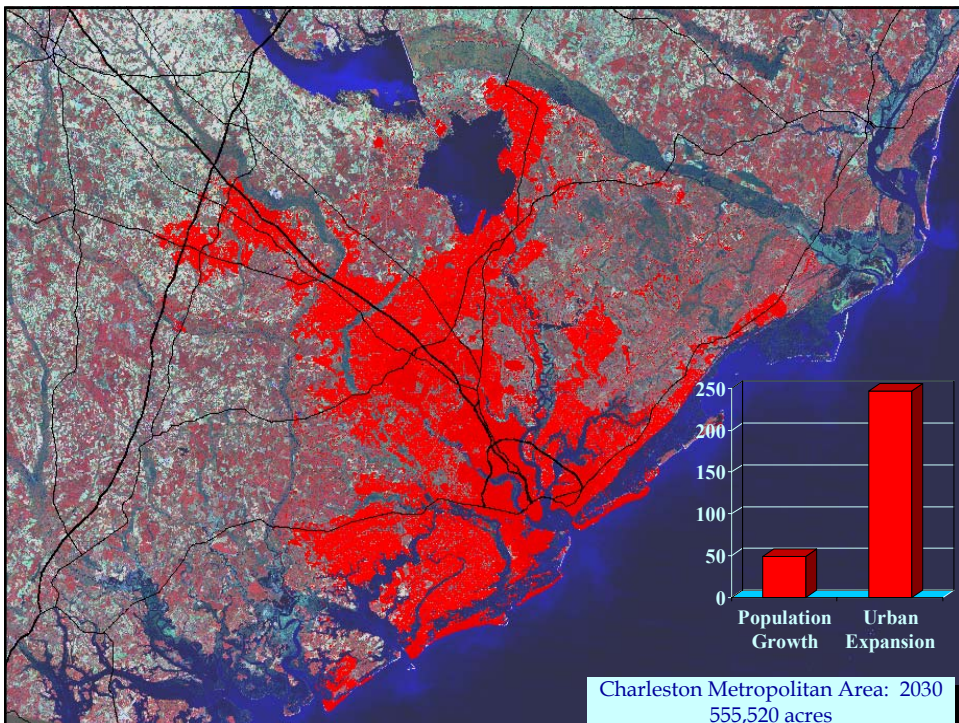 250
200
150
100
50
0
Population Growth
Urban Expansion
Charleston Metropolitan Area:  2030
555,520 acres